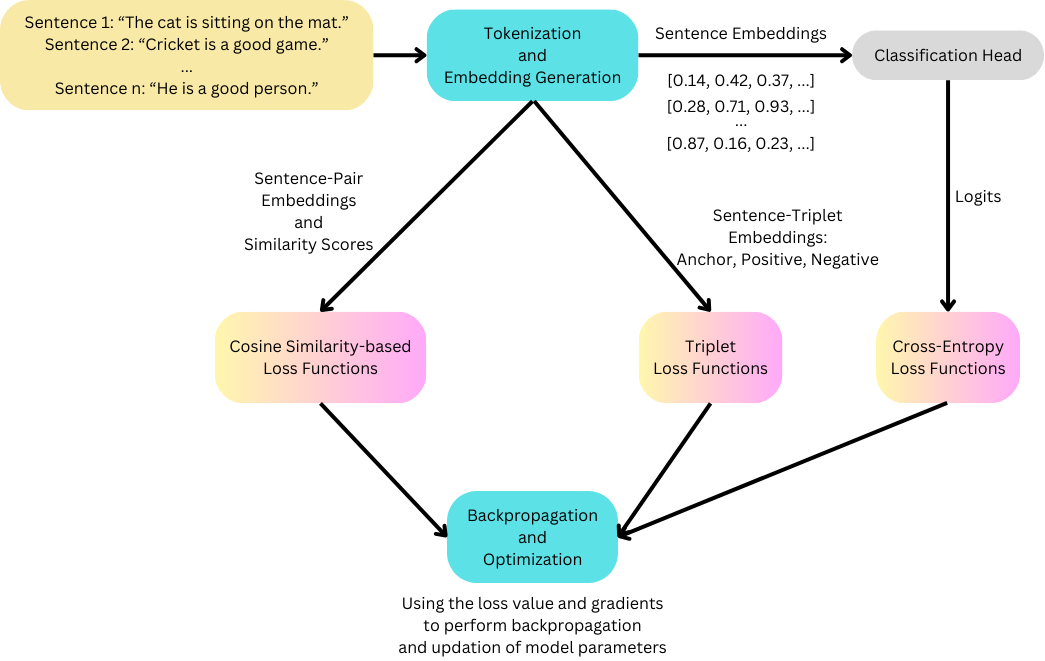 Sentence 1: “The cat is sitting on the mat.”
Sentence 2: “Cricket is a good game.”
...
Sentence n: “He is a good person.”
Tokenization
and
Embedding Generation
Sentence Embeddings
[0.14, 0.42, 0.37, ...]
[0.28, 0.71, 0.93, ...]
...
[0.87, 0.16, 0.23, ...]
Classification Head
Sentence-Pair
Embeddings
and
Similarity Scores
Sentence-Triplet
Embeddings:
Anchor, Positive, Negative
Logits
Cosine Similarity-based
Loss Functions
Triplet
Loss Functions
Cross-Entropy
Loss Functions
Backpropagation
and
Optimization
Using the loss value and gradients
to perform backpropagation
and updation of model parameters